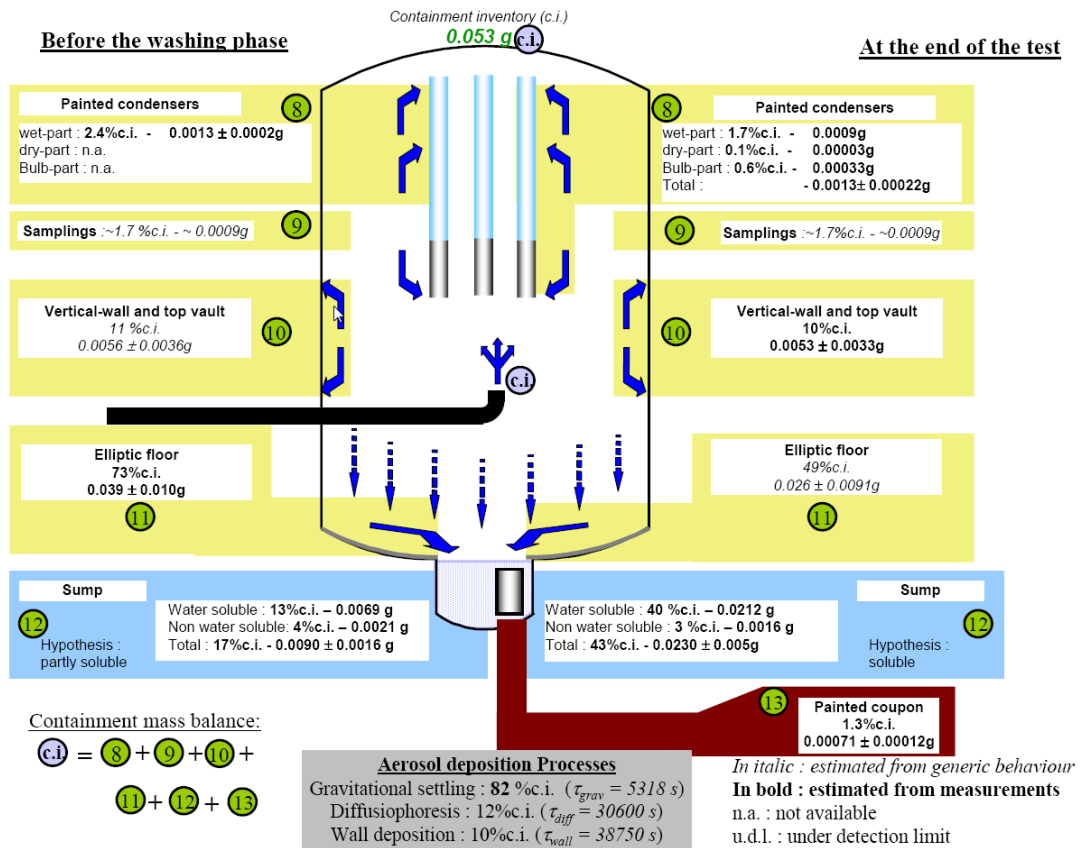 Containment inventory (c.i.)
0.053 g c.i.
Before the washing phase
At the end of the test
Painted condensers
8
wet-part : 2.4%c.i. - 0.0013 ± 0.0002g
dry-part : n.a.
Bulb-part : n.a.
8
Painted condensers
wet-part : 1.7%c.i. - 0.0009g
dry-part : 0.1%c.i. - 0.00003g
Bulb-part : 0.6%c.i. - 0.00033g
Total : - 0.0013± 0.00022g
Samplings :~1.7 %c.i. - ~ 0.0009g
9
9
Samplings :~1.7%c.i. - ~0.0009g
Vertical-wall and top vault
11 %c.i.
0.0056 ± 0.0036g
10
10
Vertical-wall and top vault
10%c.i.
0.0053 ± 0.0033g
c.i.
Elliptic floor
73%c.i.
0.039 ± 0.010g
11
Elliptic floor
49%c.i.
0.026 ± 0.0091g
11
Sump
12
Hypothesis :
partly soluble
Water soluble : 13%c.i. – 0.0069 g
Non water soluble: 4%c.i. – 0.0021 g
Total : 17%c.i. - 0.0090 ± 0.0016 g
Water soluble : 40 %c.i. – 0.0212 g
Non water soluble : 3 %c.i. – 0.0016 g
Total : 43%c.i. - 0.0230 ± 0.005g
Sump
12
Hypothesis :
soluble
13
Painted coupon
1.3%c.i.
0.00071 ± 0.00012g
Containment mass balance:
c.i. = 8 + 9 + 10 +
11 + 12 + 13
Aerosol deposition Processes
Gravitational settling : 82 %c.i. (τgrav = 5318 s)
Diffusiophoresis : 12%c.i. (τdiff = 30600 s)
Wall deposition : 10%c.i. (τwall = 38750 s)
In italic : estimated from generic behaviour
In bold : estimated from measurements
n.a. : not available
u.d.l. : under detection limit